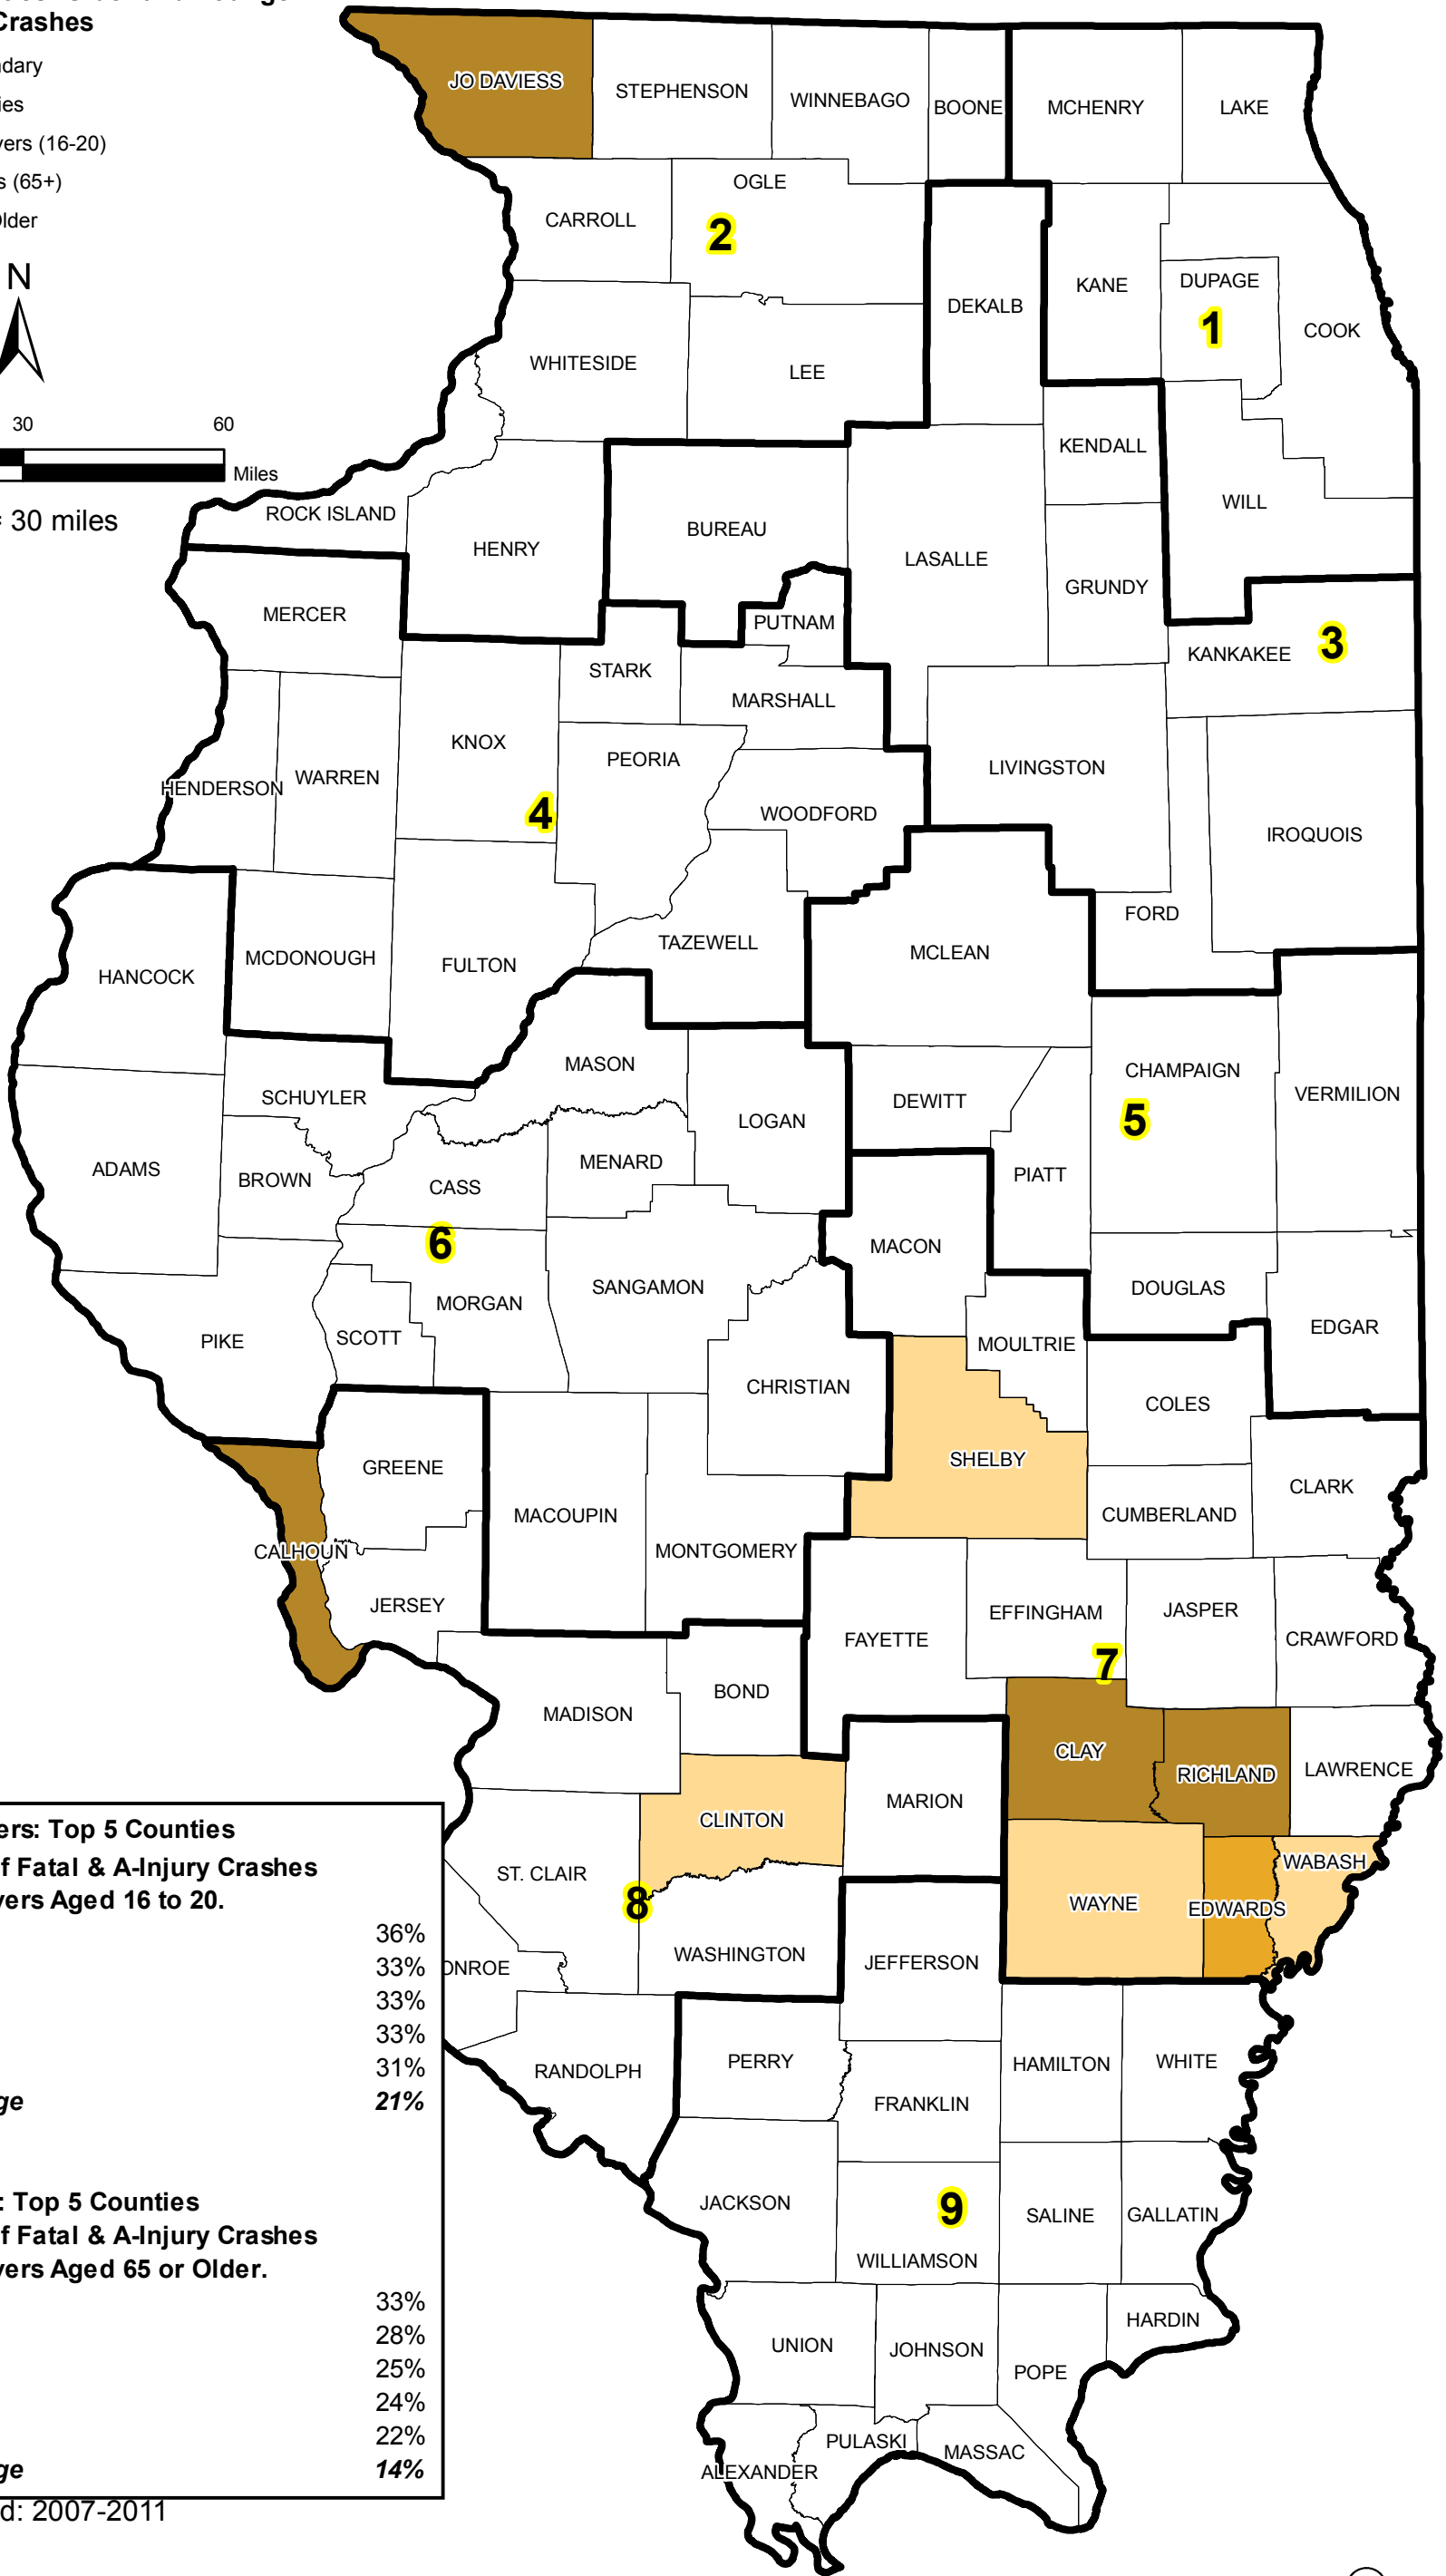 Crashes
dary
ies
vers (16-20)
s (65+)
Older
N
30 60
Miles
= 30 miles
JO DAVIESS
STEPHENSON
WINNEBAGO
BOONE
MCHENRY
LAKE
CARROLL
OGLE
2
DEKALB
KANE
DUPAGE
1
COOK
WHITESIDE
LEE
KENDALL
WILL
ROCK ISLAND
HENRY
BUREAU
LASALLE
GRUNDY
MERCER
PUTNAM
KANKAKEE
3
STARK
MARSHALL
KNOX
PEORIA
HENDERSON
WARREN
4
WOODFORD
LIVINGSTON
IROQUOIS
FORD
HANCOCK
MCDONOUGH
FULTON
TAZEWELL
MCLEAN
MASON
SCHUYLER
LOGAN
DEWITT
CHAMPAIGN
5
VERMILION
ADAMS
BROWN
CASS
MENARD
PIATT
6
MACON
SANGAMON
MORGAN
SCOTT
PIKE
DOUGLAS
EDGAR
MOULTRIE
CHRISTIAN
COLES
SHELBY
GREENE
CLARK
MACOUPIN
CUMBERLAND
CALHOUN
MONTGOMERY
JERSEY
EFFINGHAM
JASPER
FAYETTE
CRAWFORD
7
MADISON
BOND
CLAY
RICHLAND
LAWRENCE
CLINTON
MARION
WABASH
ST. CLAIR
8
WAYNE
EDWARDS
WASHINGTON
JEFFERSON
ONROE
RANDOLPH
PERRY
HAMILTON
WHITE
FRANKLIN
JACKSON
9
SALINE
GALLATIN
WILLIAMSON
HARDIN
UNION
JOHNSON
POPE
PULASKI
MASSAC
ALEXANDER
ers: Top 5 Counties
f Fatal & A-Injury Crashes
vers Aged 16 to 20.
36%
33%
33%
33%
31%
ge 21%
: Top 5 Counties
f Fatal & A-Injury Crashes
vers Aged 65 or Older.
33%
28%
25%
24%
22%
ge 14%
d: 2007-2011